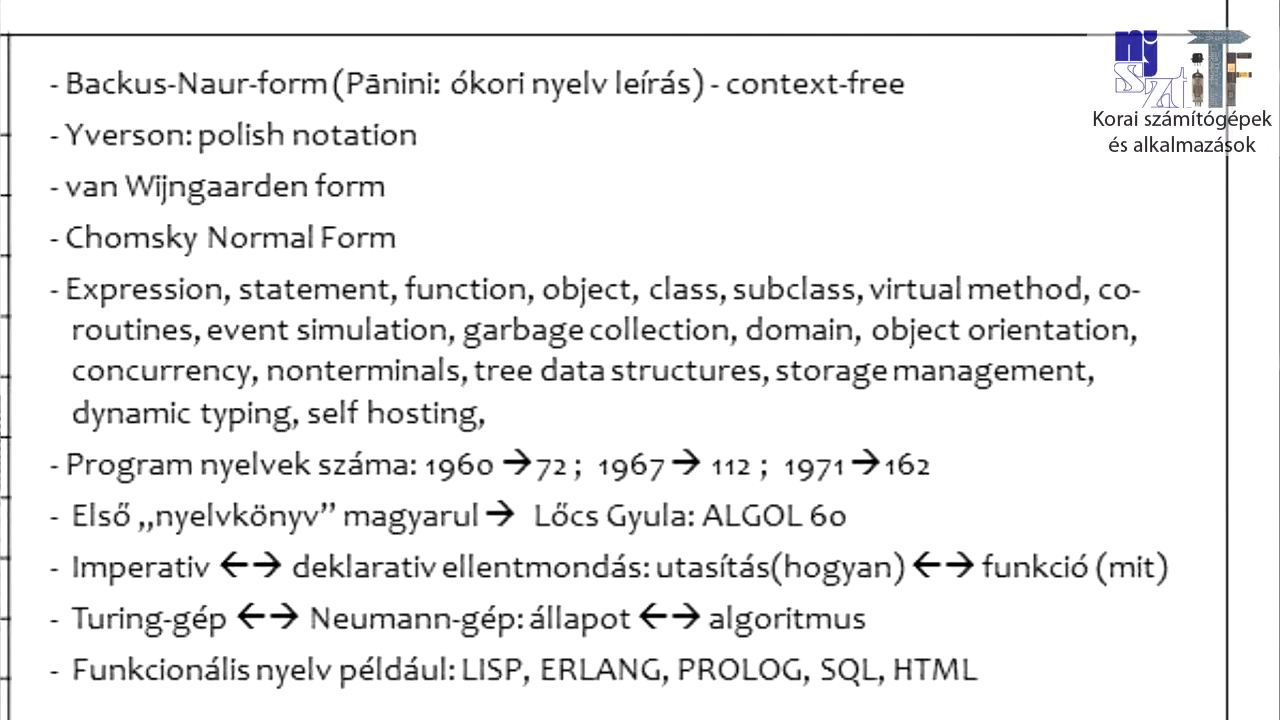 - Backus-Naur-form (Pānini: ókori nyelv leírás) - context-free
- Yverson: polish notation
- van Wijngaarden form
- Chomsky Normal Form
- Expression, statement, function, object, class, subclass, virtual method, co-
routines, event simulation, garbage collection, domain, object orientation,
concurrency, nonterminals, tree data structures, storage management,
dynamic typing, self hosting,
- Program nyelvek száma: 1960 → 72 ; 1967 → 112 ; 1971 → 162
- Első „nyelvkönyv” magyarul → Lőcs Gyula: ALGOL 60
- Imperativ ←→ deklarativ ellentmondás: utasítás(hogyan) ←→ funkció (mit)
- Turing-gép ←→ Neumann-gép: állapot ←→ algoritmus
- Funkcionális nyelv például: LISP, ERLANG, PROLOG, SQL, HTML
nj
szt
iTF
Korai számítógépek
és alkalmazások